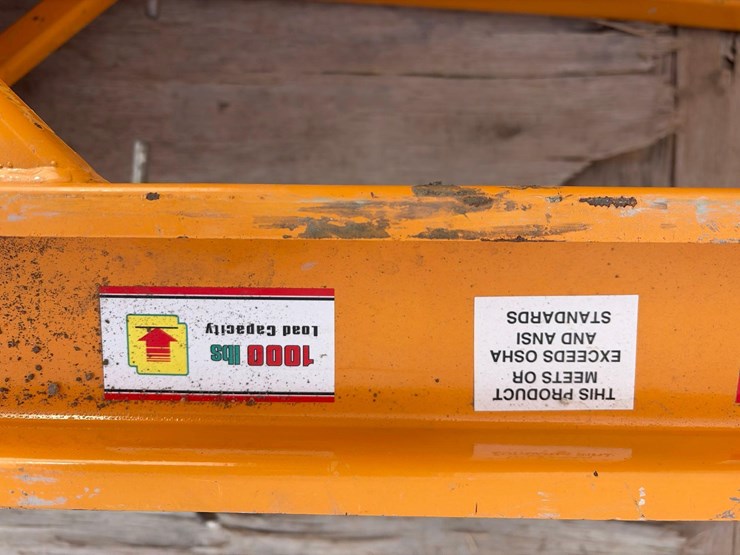 1000 lbs
Load Capacity
THIS PRODUCT
MEETS OR
EXCEEDS OSHA
AND ANSI
STANDARDS